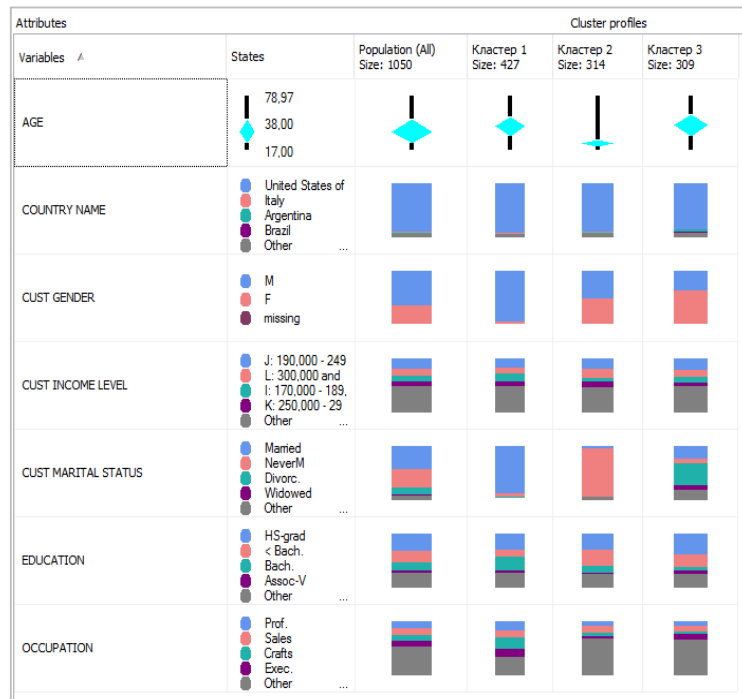 Attributes
Cluster profiles
Variables
States
Population (All)
Size: 1050
Кластер 1
Size: 427
Кластер 2
Size: 314
Кластер 3
Size: 309
AGE
78,97
38,00
17,00
COUNTRY NAME
United States of
Italy
Argentina
Brazil
Other ...
CUST GENDER
M
F
missing
CUST INCOME LEVEL
J: 190,000 - 249
L: 300,000 and
I: 170,000 - 189,
K: 250,000 - 29
Other ...
CUST MARITAL STATUS
Married
NeverM
Divorc.
Widowed
Other ...
EDUCATION
HS-grad
< Bach.
Bach.
Assoc-V
Other ...
OCCUPATION
Prof.
Sales
Crafts
Exec.
Other ...